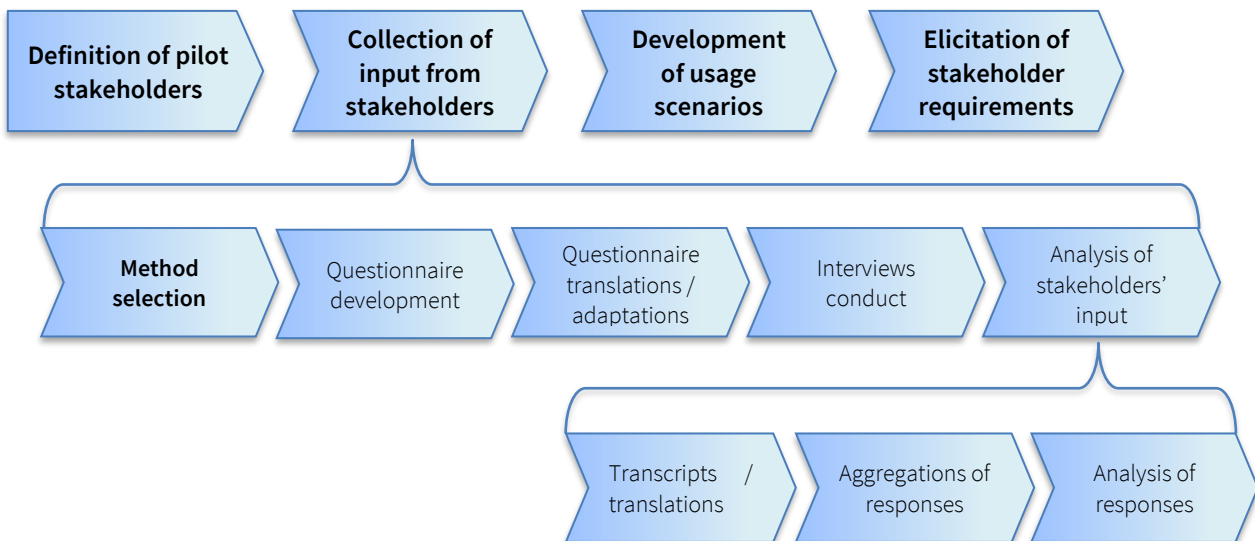 Definition of pilot
stakeholders
Collection of
input from
stakeholders
Development
of usage
scenarios
Elicitation of
stakeholder
requirements
Method
selection
Questionnaire
development
Questionnaire
translations /
adaptations
Interviews
conduct
Analysis of
stakeholders’
input
Transcripts /
translations
Aggregations of
responses
Analysis of
responses